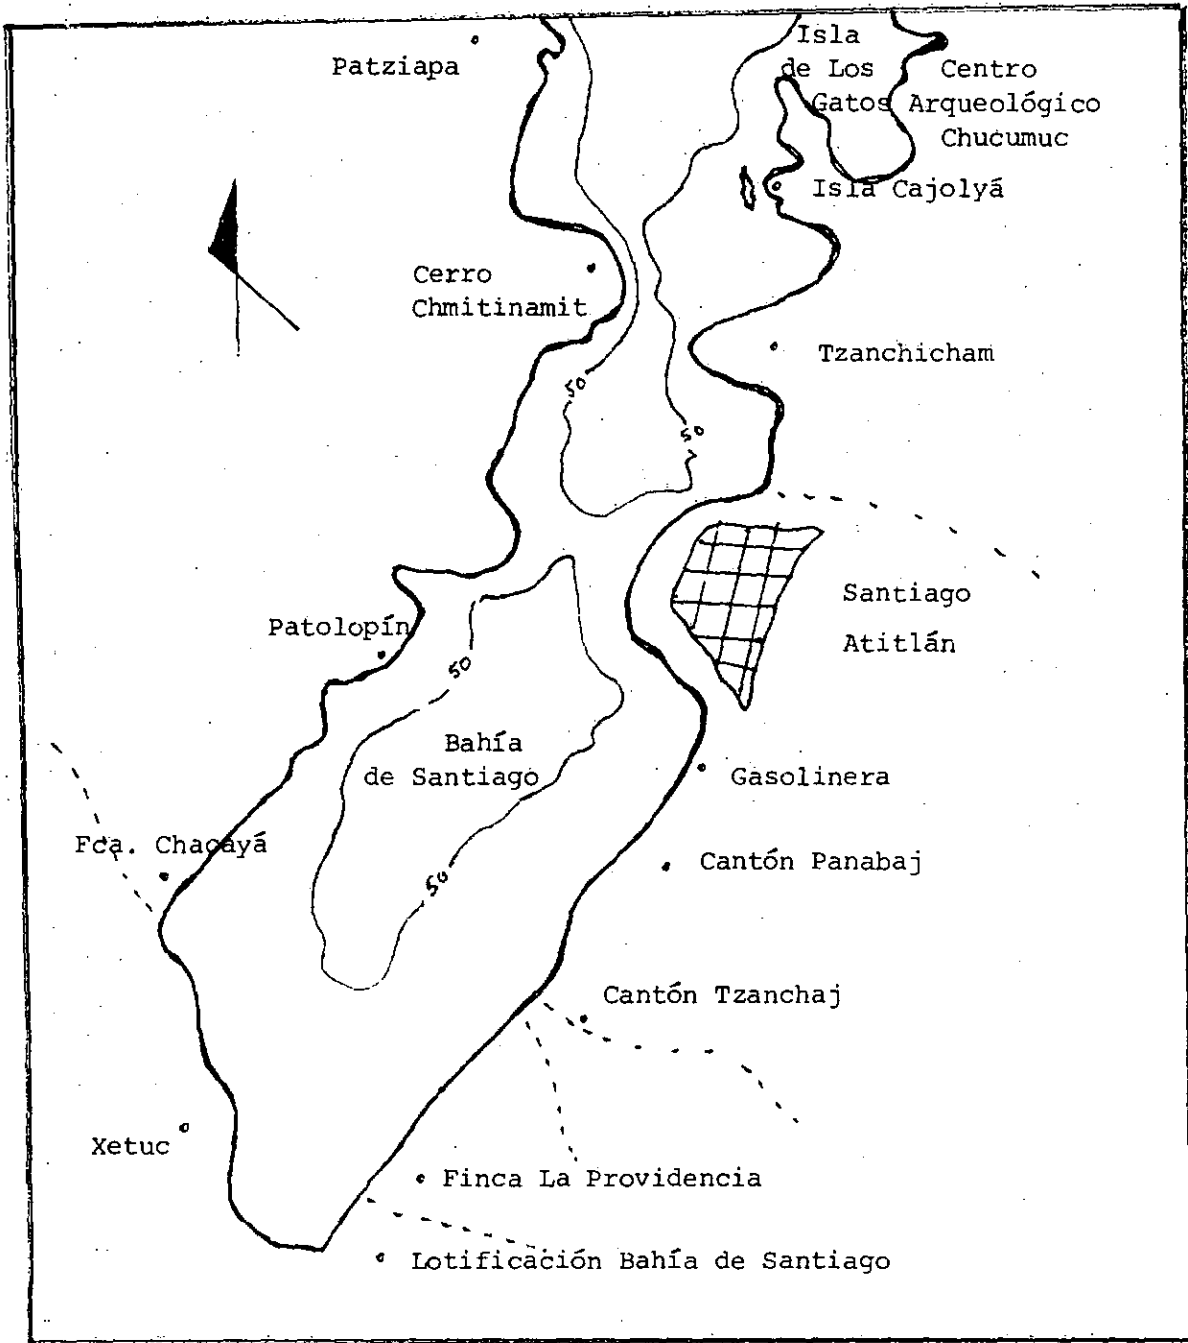 Patziapa
Isla
de Los
Gatos
Centro
Arqueológico
Chucumuc
Isla Cajolyá
Cerro
Chmitinamit
Tzanchicham
50
50
Santiago
Atitlán
Patolopín
50
Bahía
de Santiago
Gasolinera
Fca. Chacayá
Cantón Panabaj
50
Cantón Tzanchaj
Xetuc
Finca La Providencia
Lotificación Bahía de Santiago